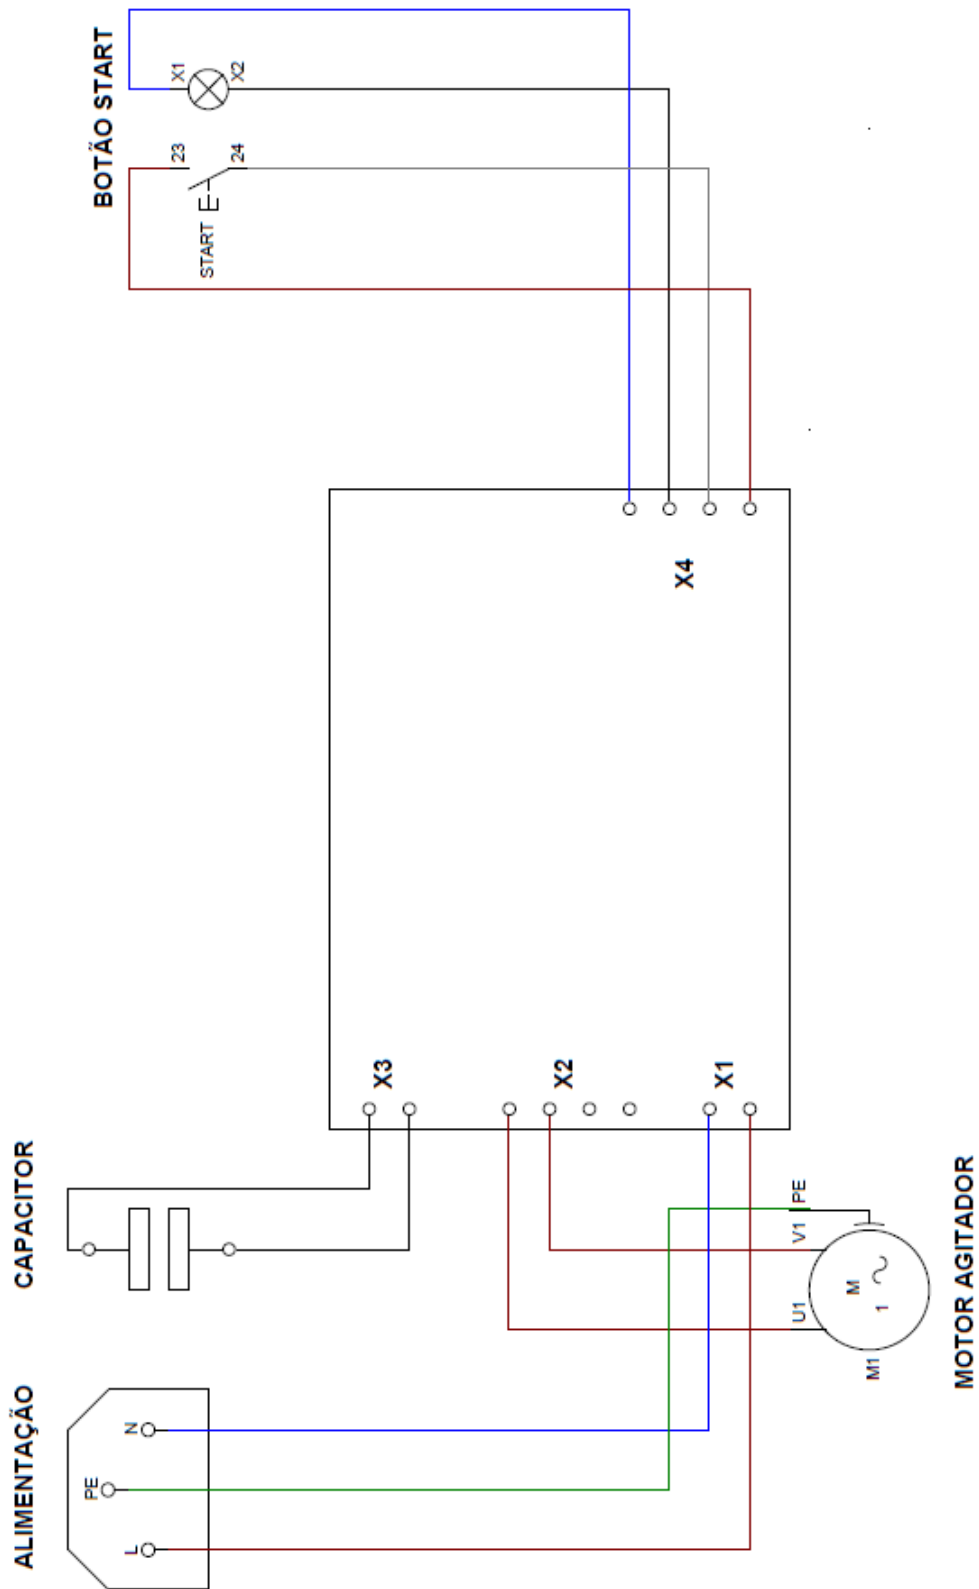 ALIMENTAÇÃO
L
PE
N
CAPACITOR
BOTÃO START
START
23
24
X1
X2
X3
X2
X1
X4
U1
V1
PE
M
1
M1
MOTOR AGITADOR